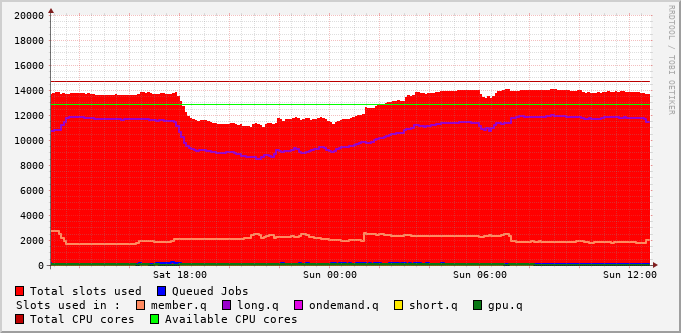 20000
18000
16000
14000
12000
10000
8000
6000
4000
2000
0
Sat 18:00 Sun 00:00 Sun 06:00 Sun 12:00
RRDTOOL / TOBI OETIKER
Total slots used Queued Jobs
Slots used in : member.q long.q ondemand.q short.q gpu.q
Total CPU cores Available CPU cores